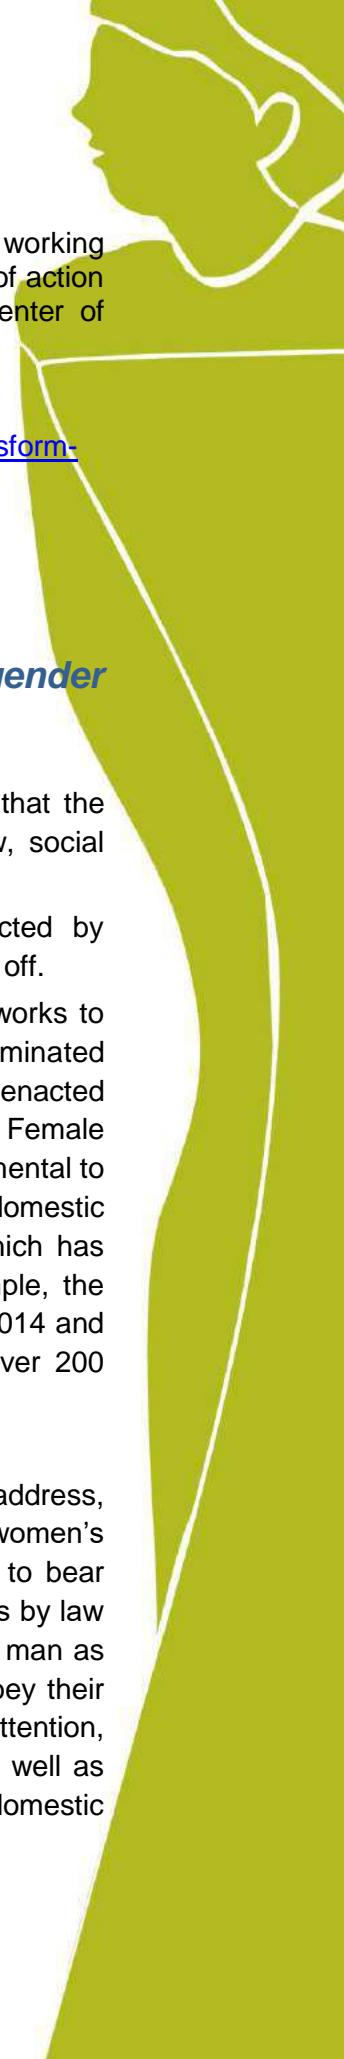 working
of action
enter of
sform-
gender
that the
w, social
cted by
off.
works to
minated
enacted
Female
mental to
domestic
hich has
ple, the
2014 and
ver 200
address,
women's
to bear
s by law
man as
bey their
ttention,
well as
domestic